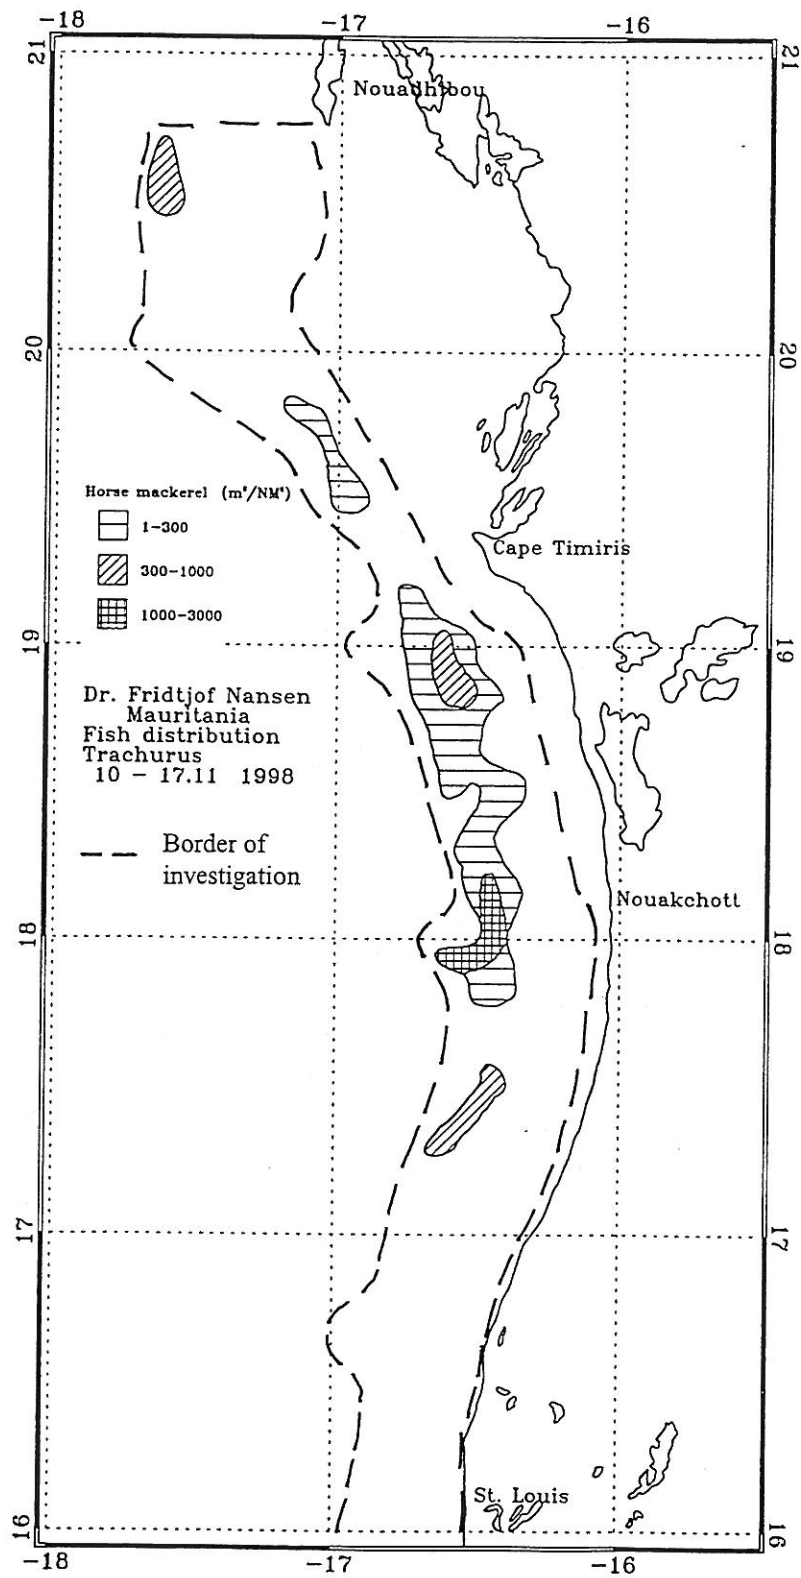 -18 -17 -16
21 21
Nouadhibou
20 20
Horse mackerel (m²/NM²)
1-300
300-1000
1000-3000
Cape Timiris
19 19
Dr. Fridtjof Nansen
Mauritania
Fish distribution
Trachurus
10 - 17.11 1998
Border of
investigation
Nouakchott
18 18
17 17
St. Louis
16 16
-18 -17 -16